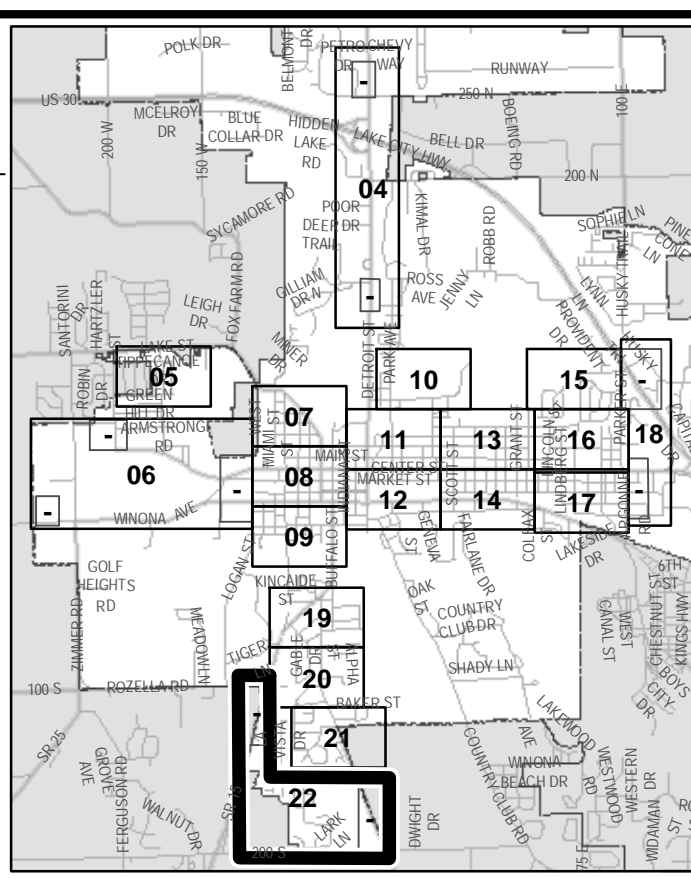 POLK DR
BELMONT DR
PETRO DR
CHEVY WAY
RUNWAY
US 30
250 N
100 E
MCELROY DR
BLUE COLLAR DR
HIDDEN LAKE RD
LAKE CITY HWY
BELL DR
BOEING RD
200 W
150 W
04
200 N
SYCAMORE RD
POOR DEER DR TRAIL
KIMAL DR
ROBB RD
SOPHIE LN
PINE CONE LN
HUSKY TRAIL
GILLIAM DR N
ROSS AVE
JENNY LN
LYNN
FOX FARM RD
LEIGH DR
SANTORINI DR
HARTZLER ST
MINER DR
DETROIT ST
PARK AVE
PROVIDENT DR
HUSKY
LAKE ST
TIPPECANOE
05
10
15
ROBIN DR
GREEN HILL DR
ARMSTRONG RD
WEST
MIAMI ST
07
11
13
GRANT ST
LINCOLN ST
LINDBERG ST
16
PARKER ST
18
CAPITAL DR
06
08
MAIN ST
CENTER ST
MARKET ST
INDIANA ST
SCOTT ST
12
14
17
ARGONNE RD
WINONA AVE
09
LOGAN ST
BUFFALO ST
GENEVA ST
FAIRLANE DR
COLFAX ST
LAKESIDE DR
GOLF HEIGHTS RD
KINCAIDE ST
OAK ST
COUNTRY CLUB DR
6TH ST
CHESTNUT ST
KINGS HWY
WEST CANAL ST
BOYS CITY DR
ZIMMER RD
MEADOW LN
TIGER LN
GABLE DR
19
ALPHA ST
20
SHADY LN
100 S
ROZELLA RD
BAKER ST
LAKEWOOD AVE
SR 25
VISTA DR
21
GROVE AVE
FERGUSON RD
WALNUT DR
SR 15
22
LARK LN
DWIGHT DR
COUNTRY CLUB RD
WINONA BEACH DR
WESTWOOD RD
WESTERN
WIDAMAN DR
200 S
75 E